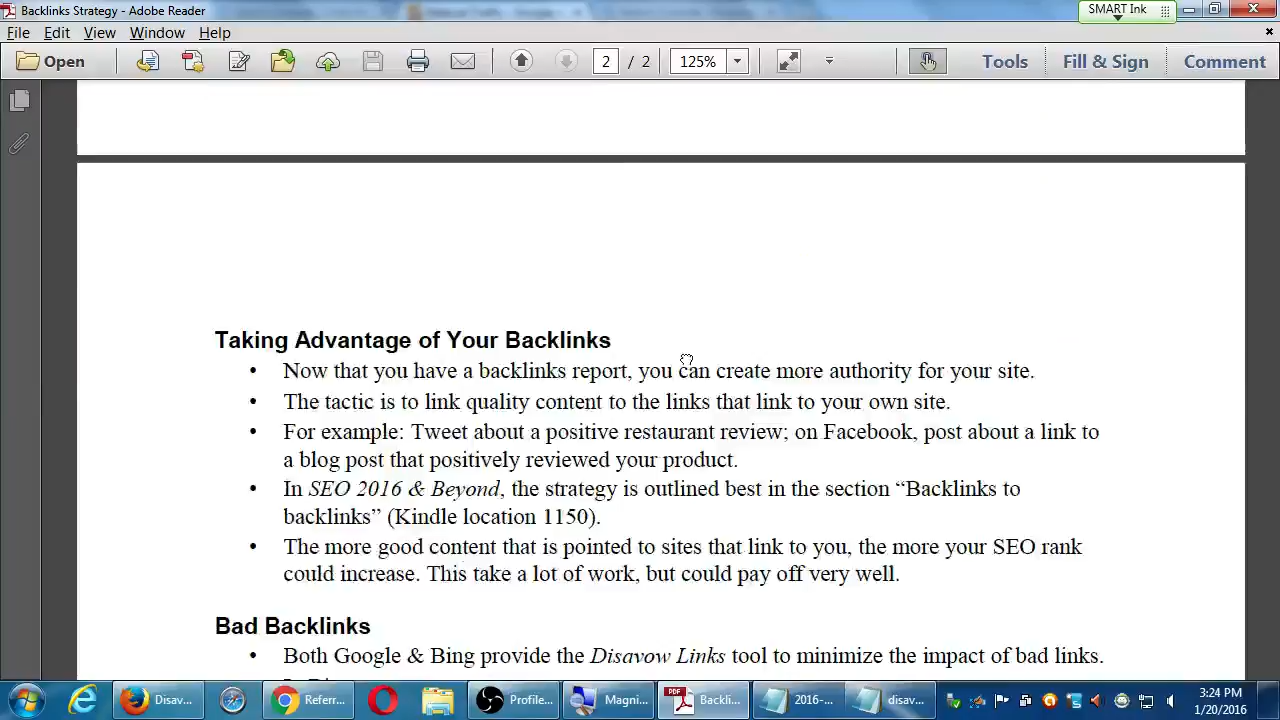 Backlinks Strategy - Adobe Reader
SMART Ink
File Edit View Window Help
Open
2 / 2
125%
Tools
Fill & Sign
Comment
Taking Advantage of Your Backlinks
• Now that you have a backlinks report, you can create more authority for your site.
• The tactic is to link quality content to the links that link to your own site.
• For example: Tweet about a positive restaurant review; on Facebook, post about a link to
a blog post that positively reviewed your product.
• In SEO 2016 & Beyond, the strategy is outlined best in the section “Backlinks to
backlinks” (Kindle location 1150).
• The more good content that is pointed to sites that link to you, the more your SEO rank
could increase. This take a lot of work, but could pay off very well.
Bad Backlinks
• Both Google & Bing provide the Disavow Links tool to minimize the impact of bad links.
Disav...
Referr...
Profile...
Magni...
PDF
Backli...
2016-...
disav...
3:24 PM
1/20/2016